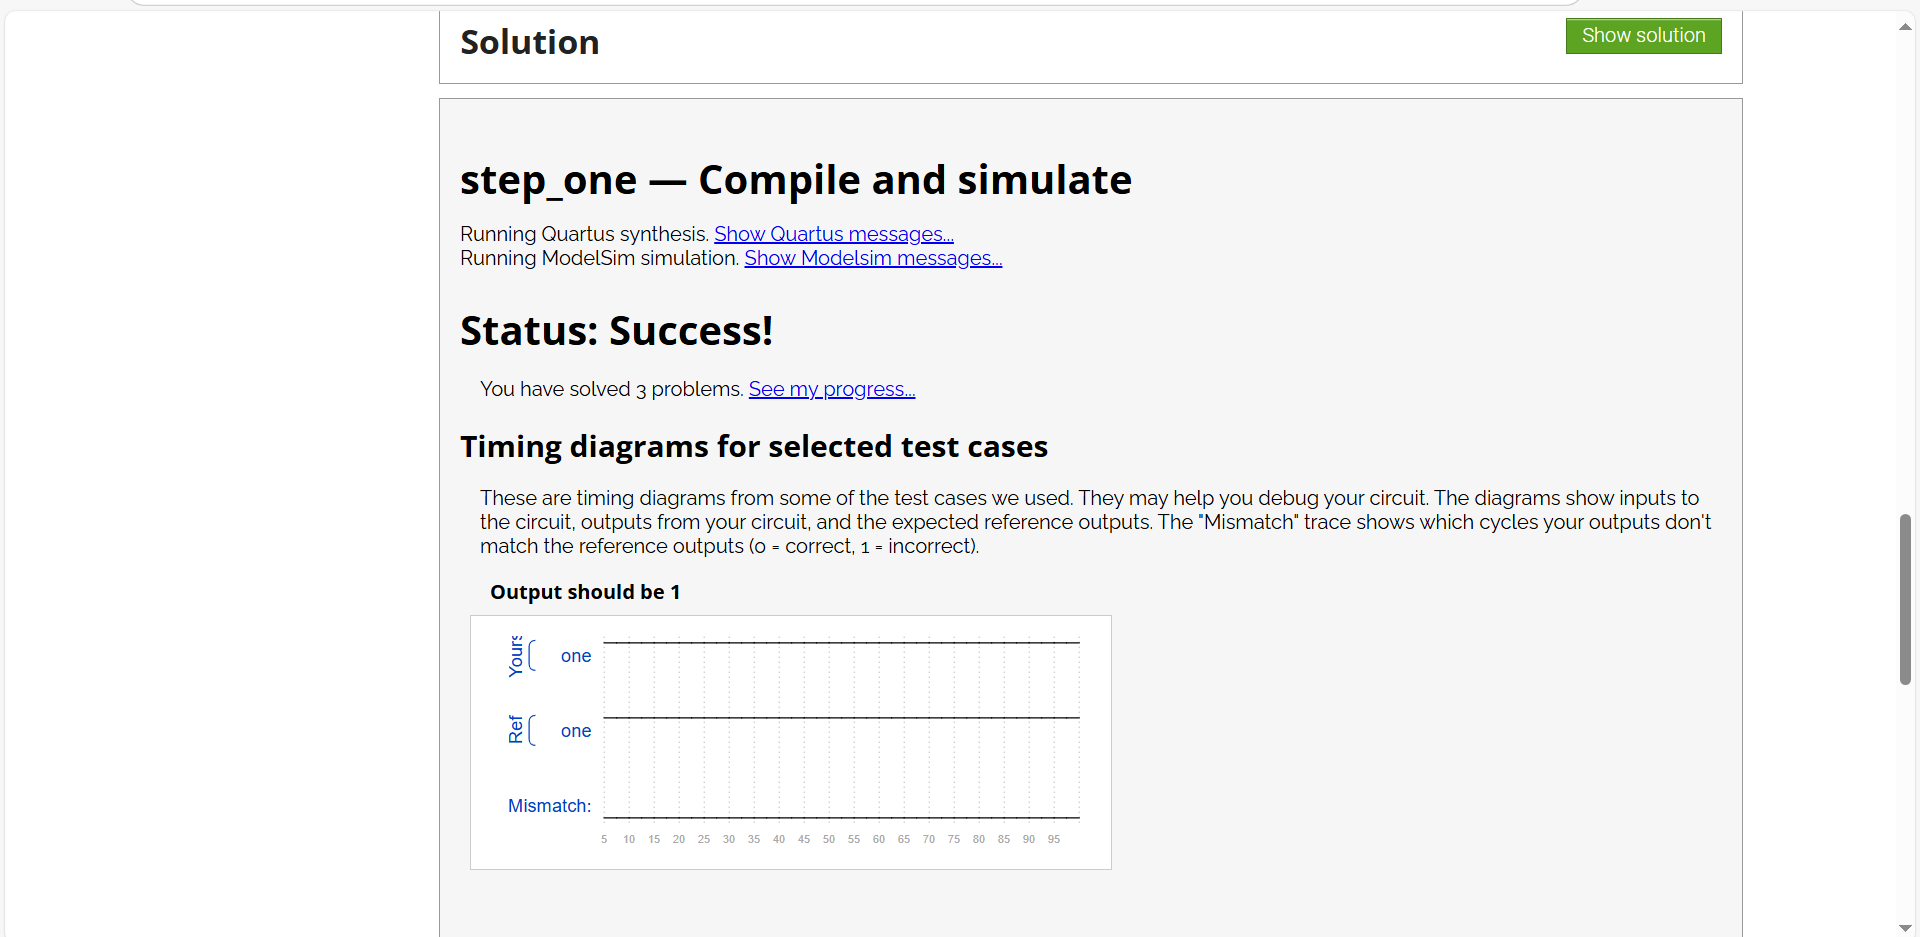 Solution
Show solution
step_one — Compile and simulate
Running Quartus synthesis. Show Quartus messages...
Running ModelSim simulation. Show Modelsim messages...
Status: Success!
You have solved 3 problems. See my progress...
Timing diagrams for selected test cases
These are timing diagrams from some of the test cases we used. They may help you debug your circuit. The diagrams show inputs to
the circuit, outputs from your circuit, and the expected reference outputs. The "Mismatch" trace shows which cycles your outputs don't
match the reference outputs (0 = correct, 1 = incorrect).
Output should be 1
Yours
one
Ref
one
Mismatch:
5 10 15 20 25 30 35 40 45 50 55 60 65 70 75 80 85 90 95